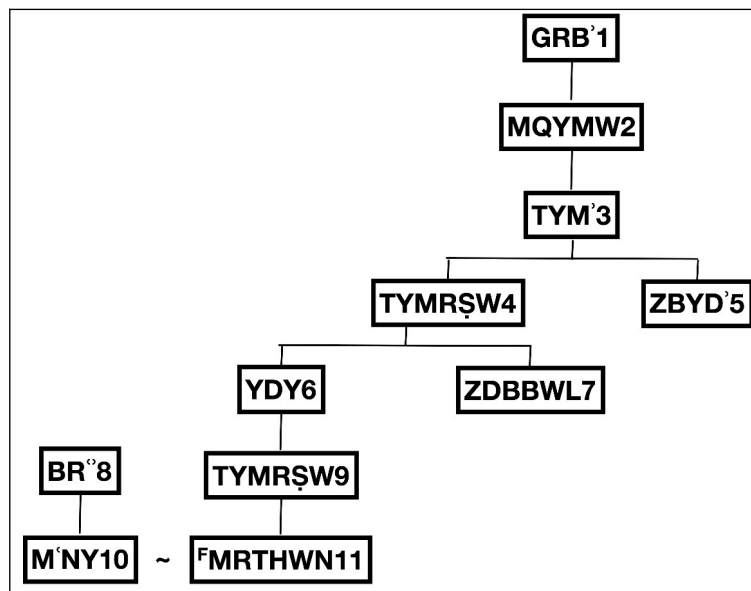 GRBʾ1
MQYMW2
TYMʾ3
TYMRṢW4 ZBYDʾ5
YDY6 ZDBBWL7
BRʿʾ8 TYMRṢW9
MʿNY10 ~ ᶠMRTHWN11